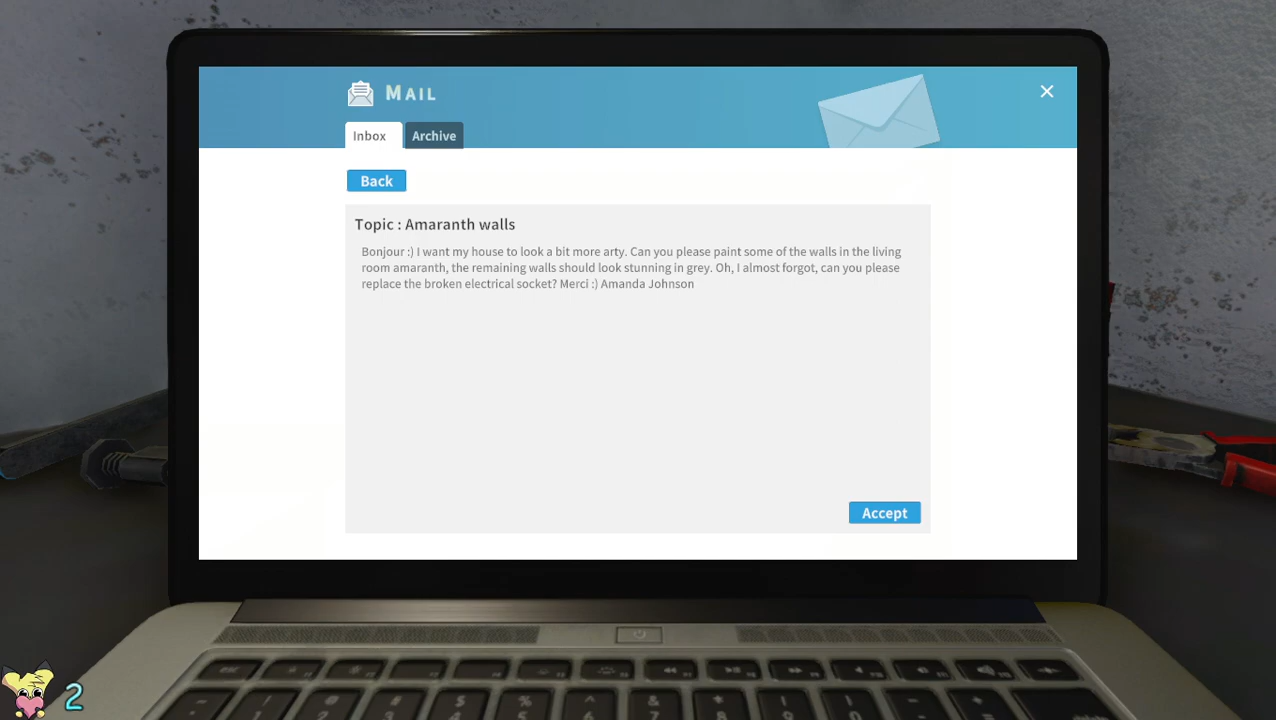 MAIL
Inbox
Archive
Back
Topic : Amaranth walls
Bonjour :) I want my house to look a bit more arty. Can you please paint some of the walls in the living
room amaranth, the remaining walls should look stunning in grey. Oh, I almost forgot, can you please
replace the broken electrical socket? Merci :) Amanda Johnson
Accept
2